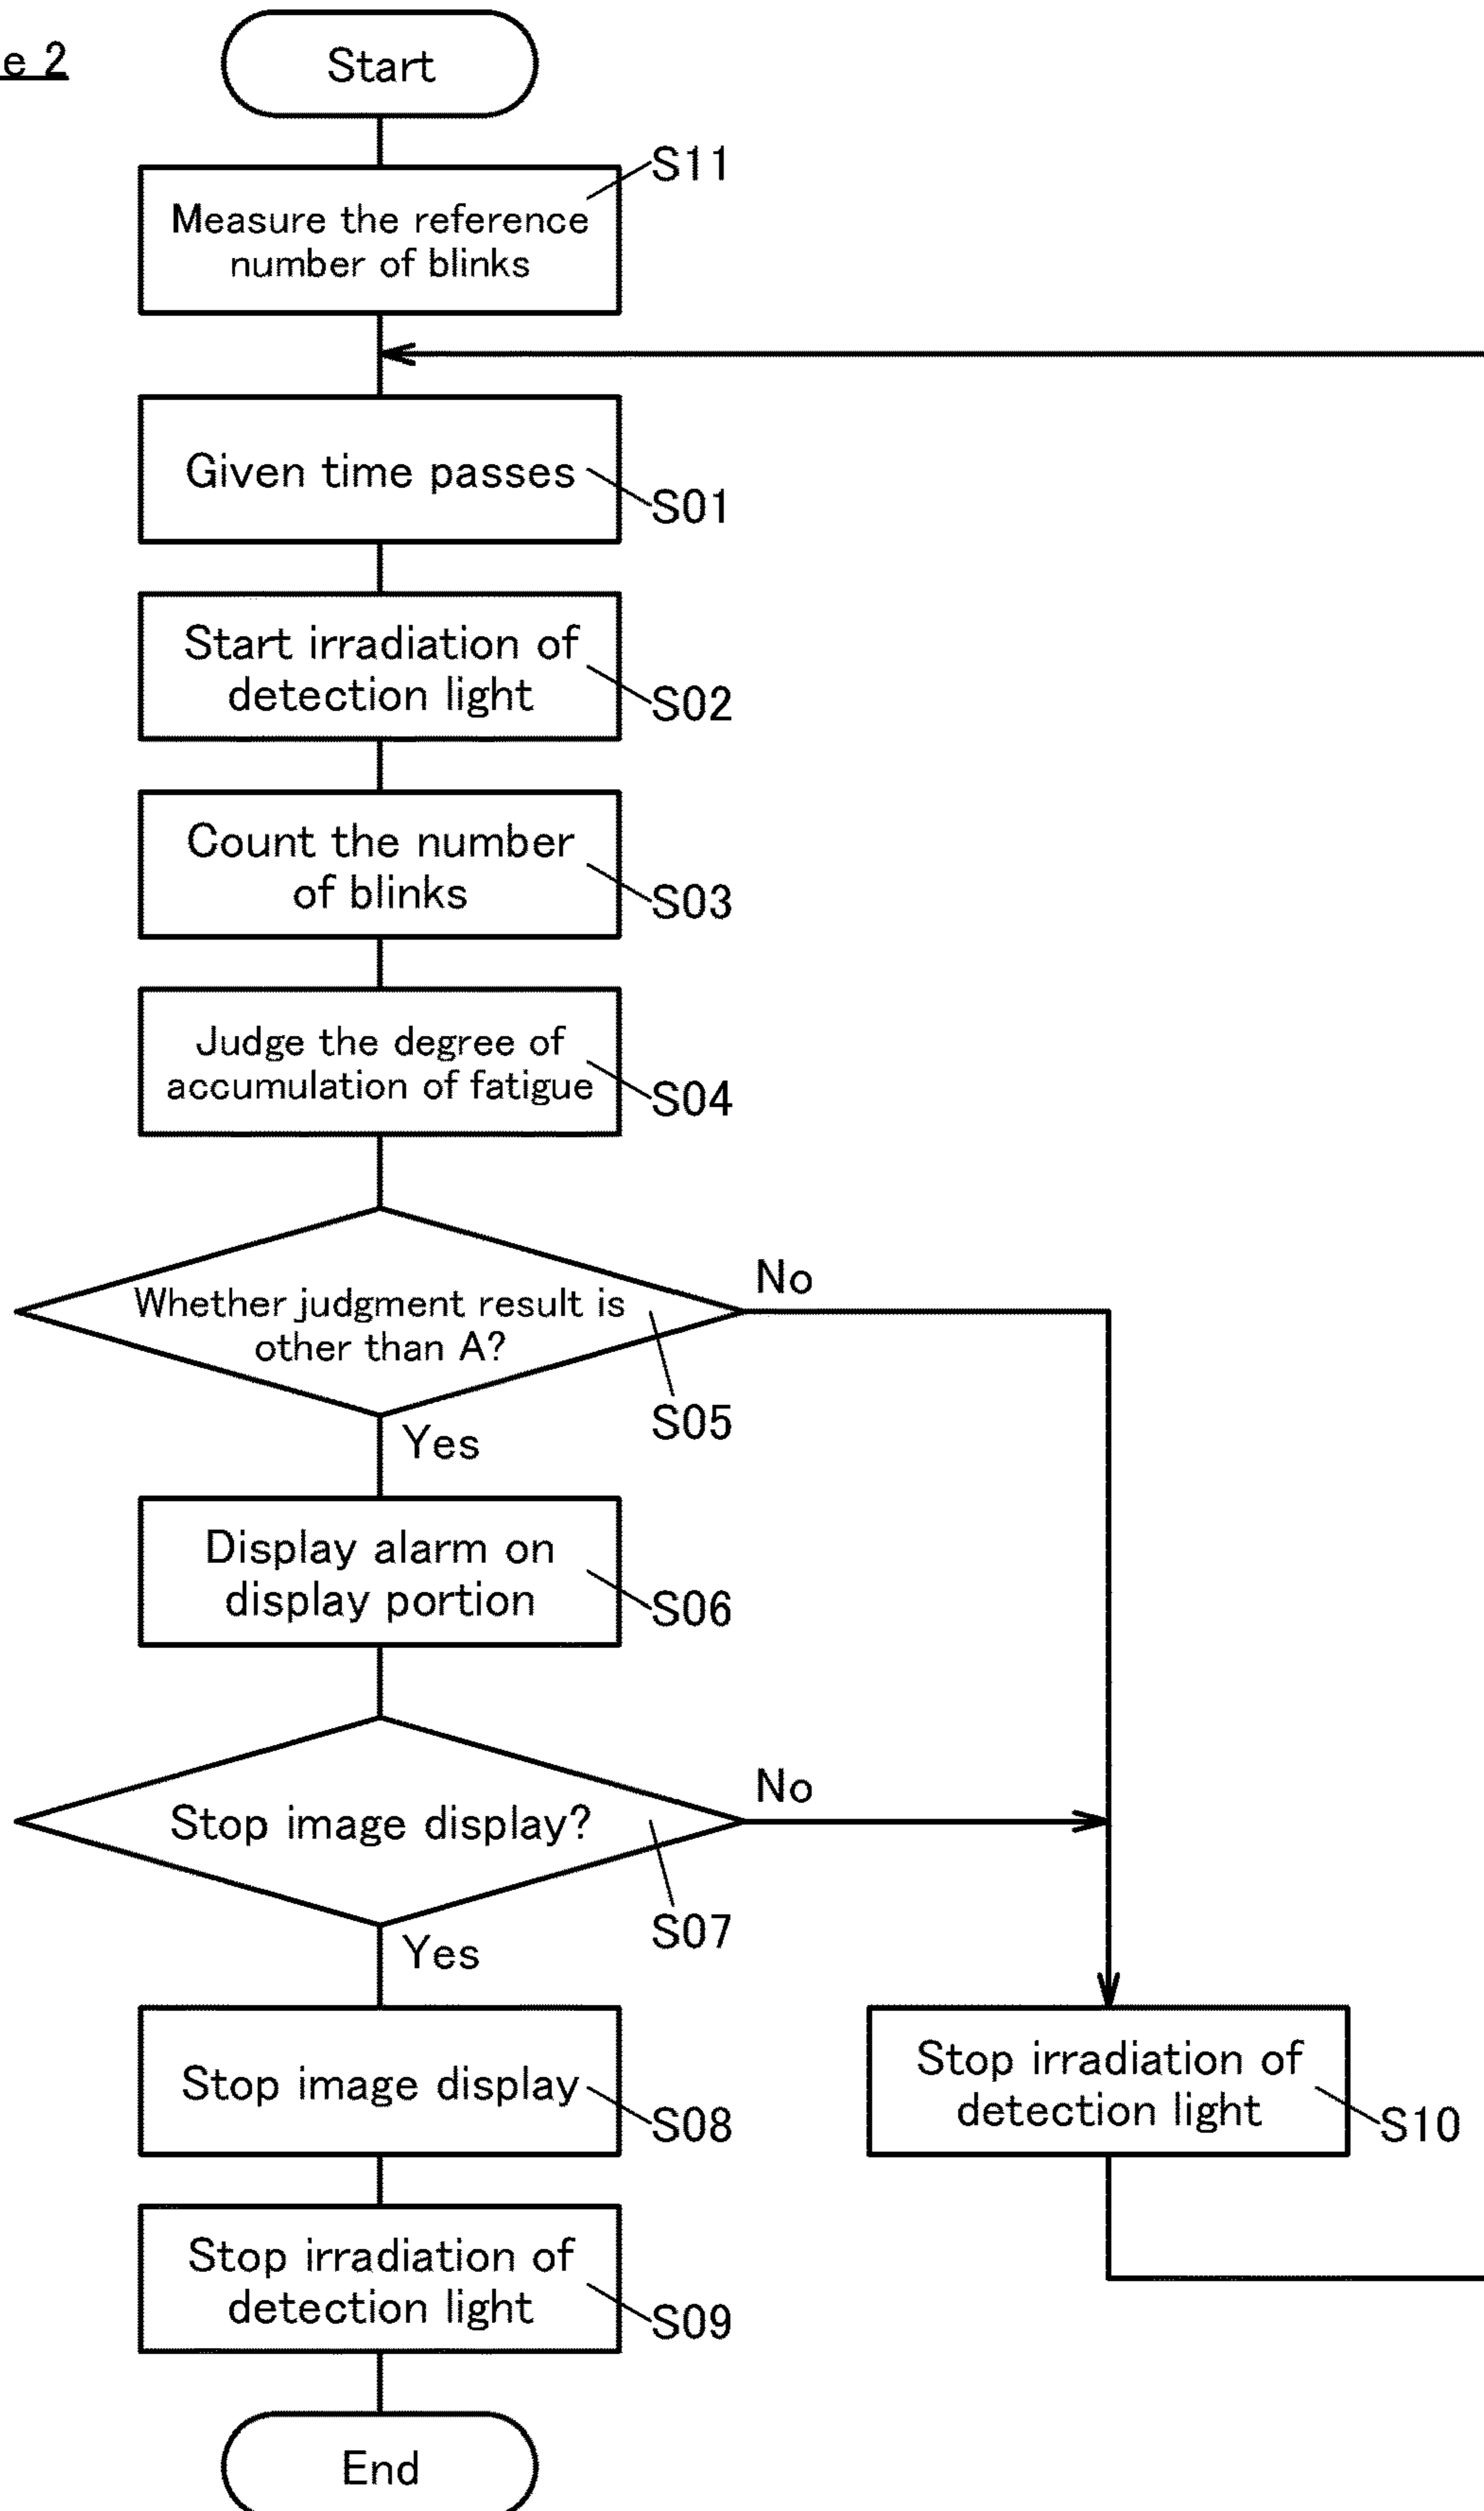 e 2
Start
S11
Measure the reference
number of blinks
Given time passes
S01
Start irradiation of
detection light
S02
Count the number
of blinks
S03
Judge the degree of
accumulation of fatigue
S04
No
Whether judgment result is
other than A?
S05
Yes
Display alarm on
display portion
S06
No
Stop image display?
S07
Yes
Stop image display
S08
Stop irradiation of
detection light
S10
Stop irradiation of
detection light
S09
End